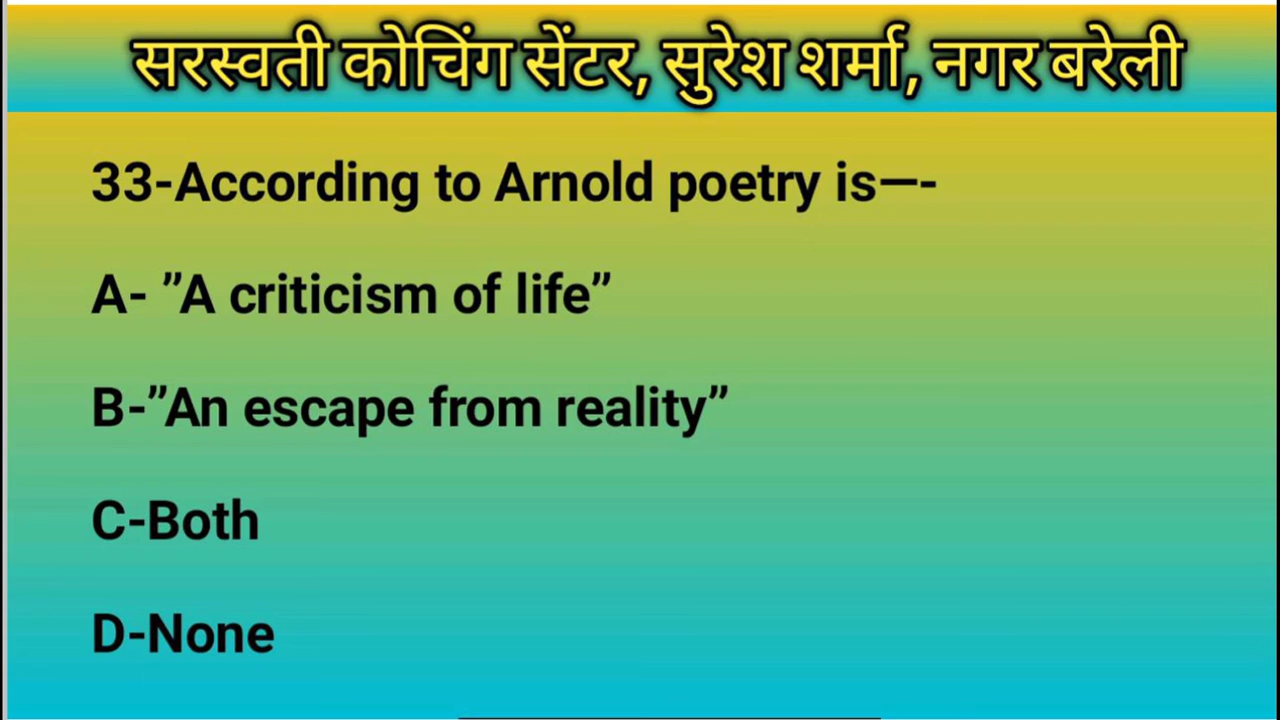 सरस्वती कोचिंग सेंटर, सुरेश शर्मा, नगर बरेली
33-According to Arnold poetry is—-
A- ”A criticism of life”
B-”An escape from reality”
C-Both
D-None